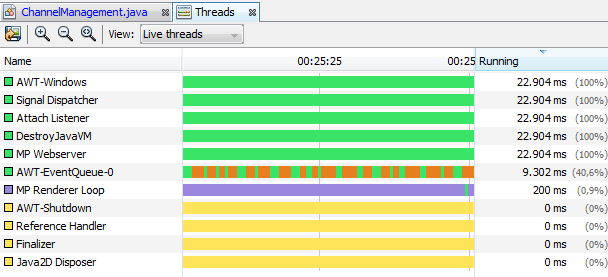 ChannelManagement.java Threads
View: Live threads
Name 00:25:25 00:25 Running
AWT-Windows 22.904 ms (100%)
Signal Dispatcher 22.904 ms (100%)
Attach Listener 22.904 ms (100%)
DestroyJavaVM 22.904 ms (100%)
MP Webserver 22.904 ms (100%)
AWT-EventQueue-0 9.302 ms (40,6%)
MP Renderer Loop 200 ms (0,9%)
AWT-Shutdown 0 ms (0%)
Reference Handler 0 ms (0%)
Finalizer 0 ms (0%)
Java2D Disposer 0 ms (0%)